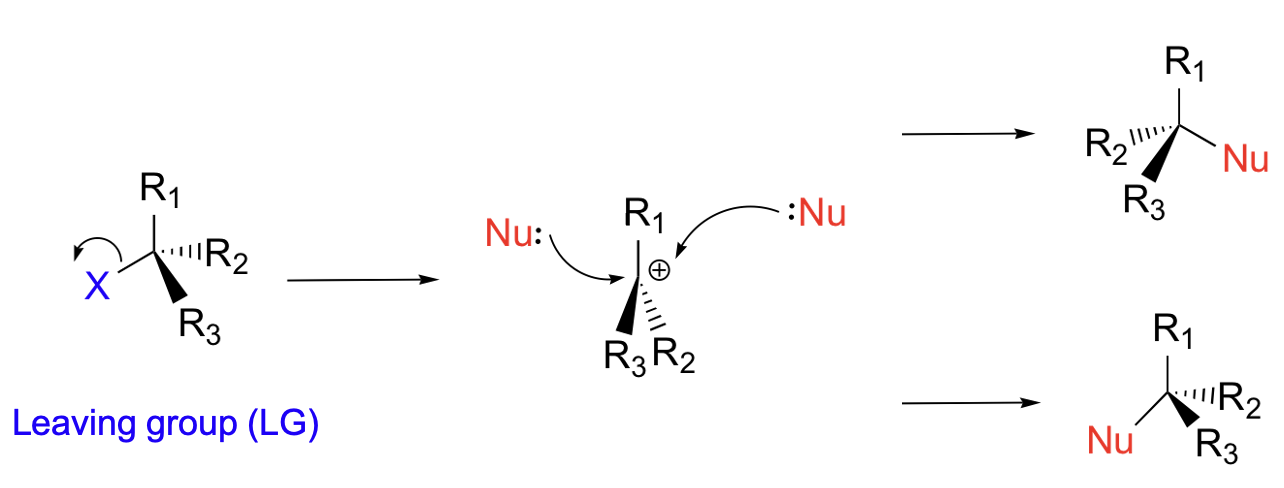 R1
X
R2
R3
Leaving group (LG)
Nu:
:Nu
R1
⊕
R3
R2
R1
R2
Nu
R3
R1
R2
Nu
R3